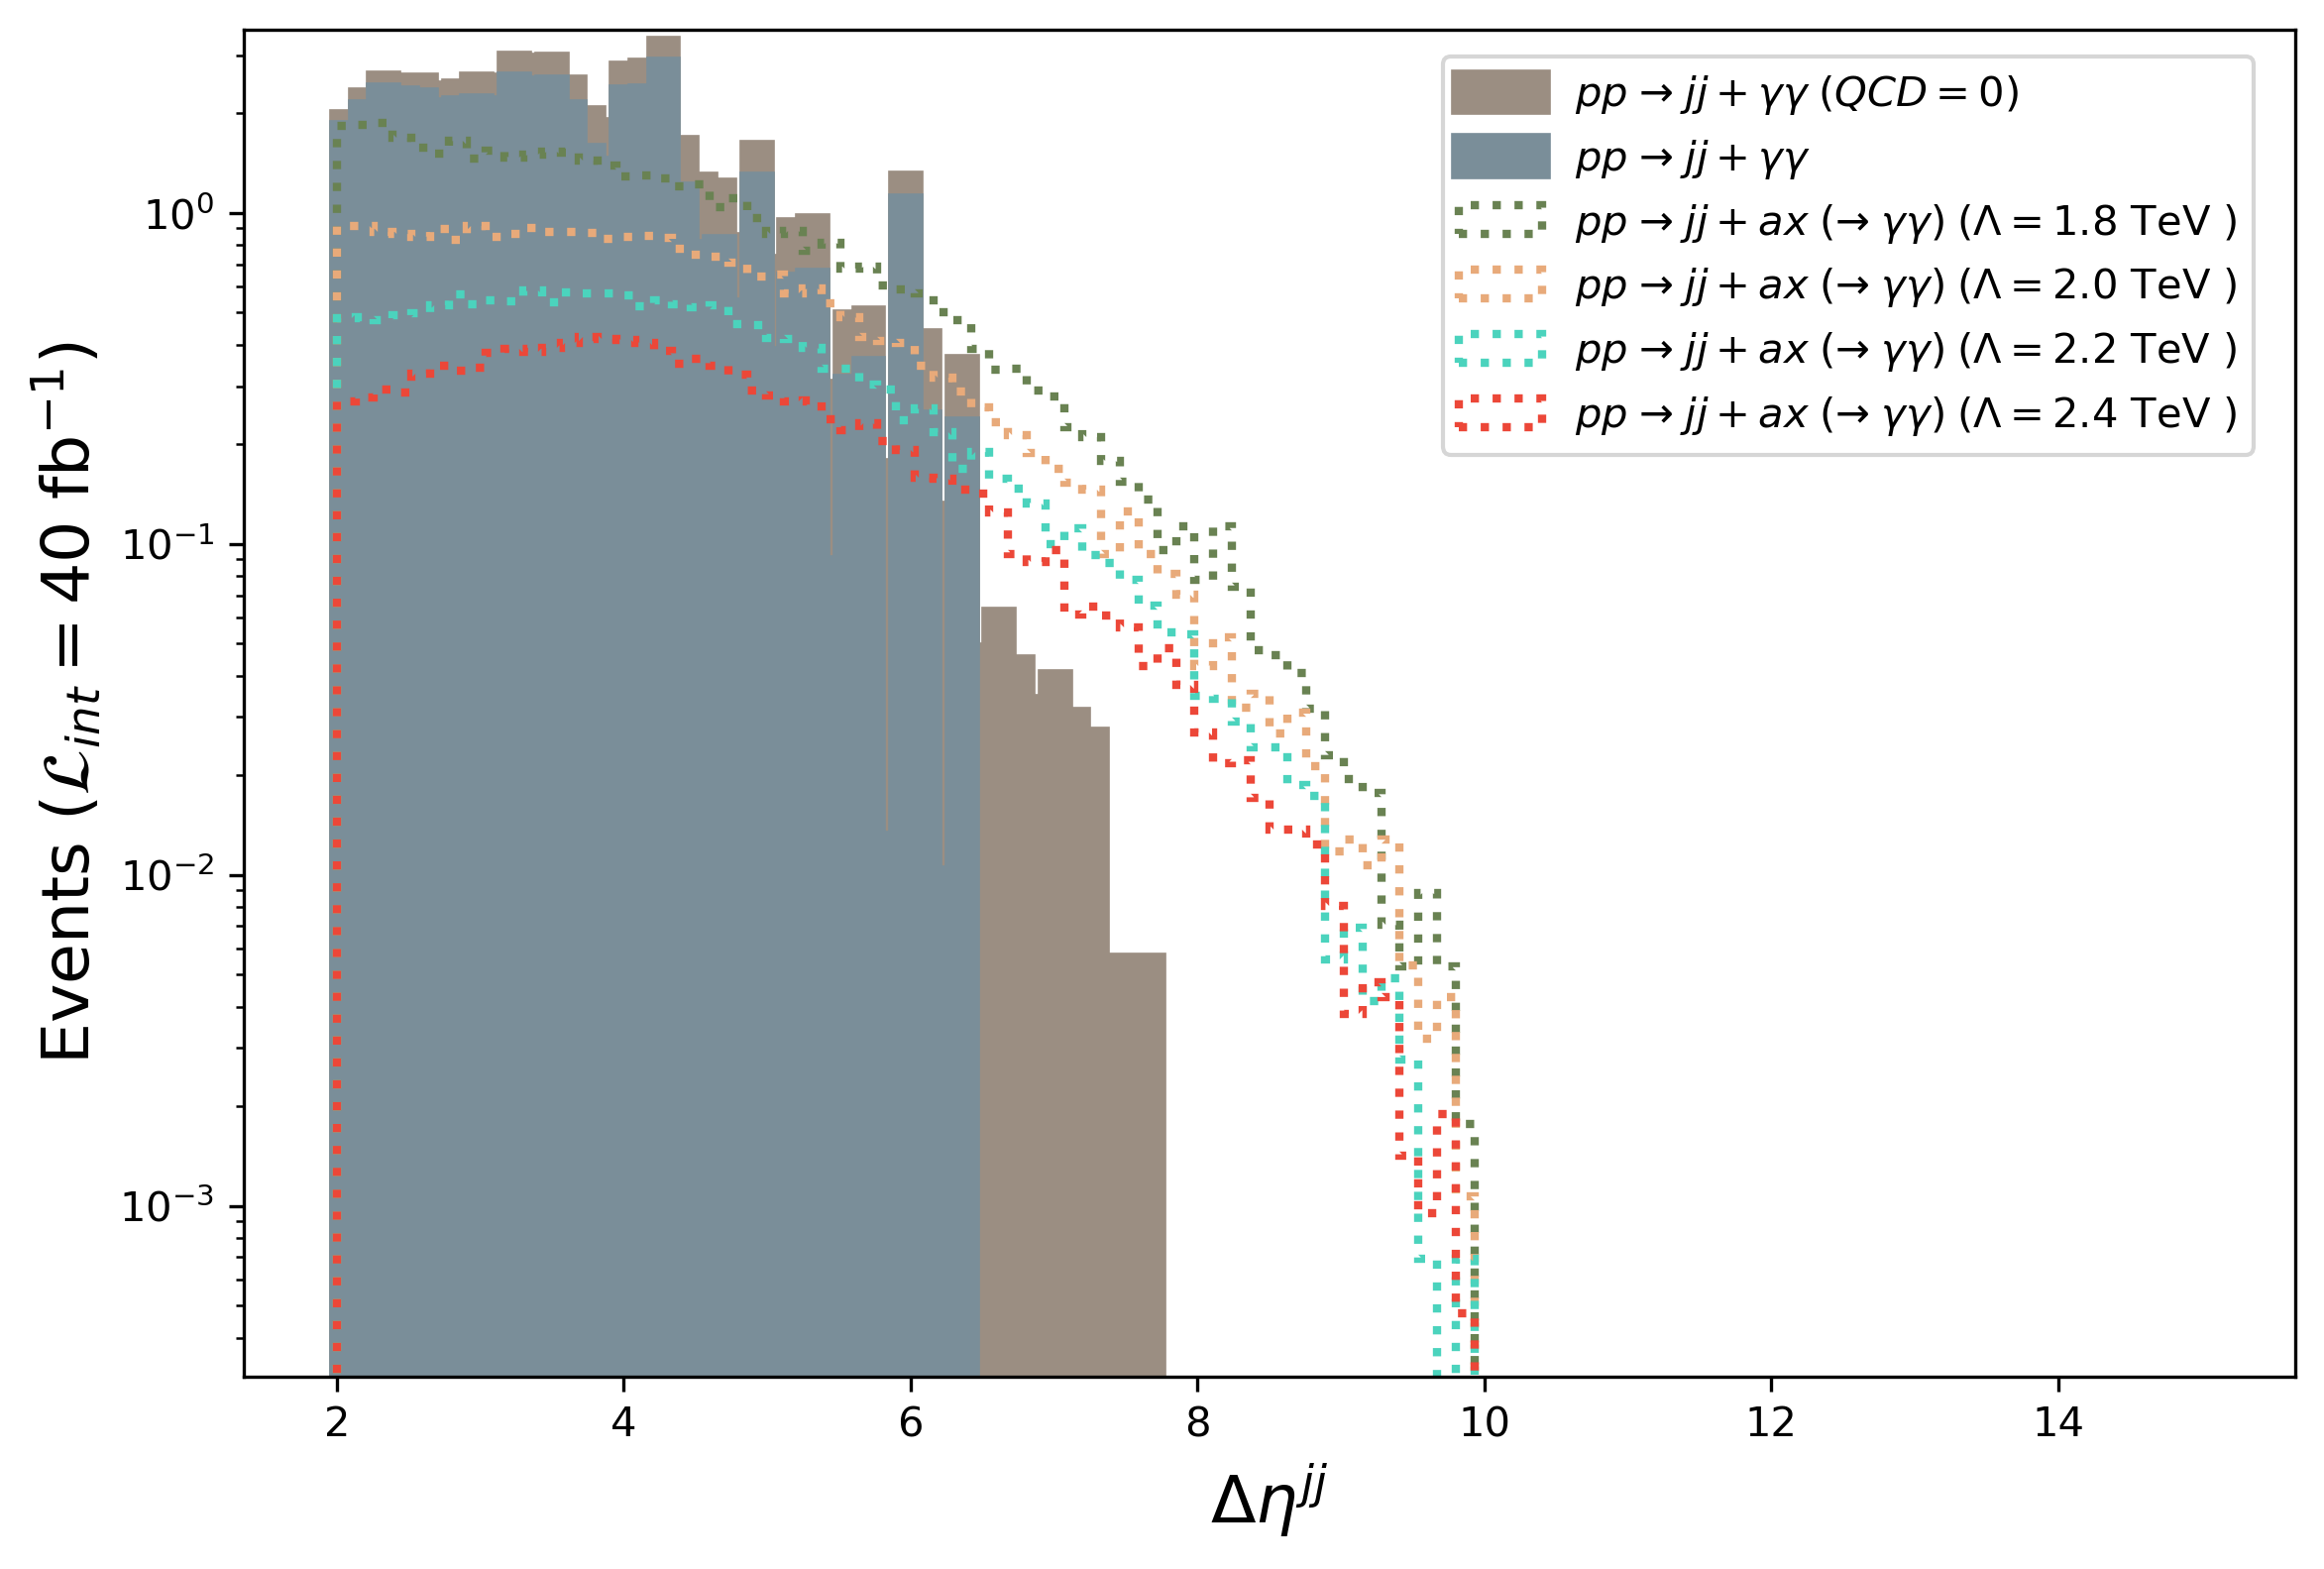 pp → jj + γγ (QCD = 0)
pp → jj + γγ
pp → jj + ax (→ γγ) (Λ = 1.8 TeV )
pp → jj + ax (→ γγ) (Λ = 2.0 TeV )
pp → jj + ax (→ γγ) (Λ = 2.2 TeV )
pp → jj + ax (→ γγ) (Λ = 2.4 TeV )
Events (ℒ_int = 40 fb⁻¹)
10⁰
10⁻¹
10⁻²
10⁻³
2 4 6 8 10 12 14
Δη^jj